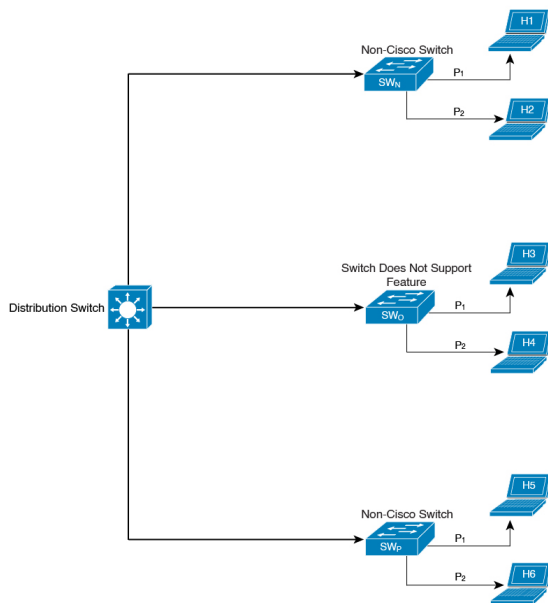 H1
Non-Cisco Switch
P1
SWN
H2
P2
H3
Switch Does Not Support
Feature
Distribution Switch
P1
SWO
H4
P2
H5
Non-Cisco Switch
P1
SWP
H6
P2